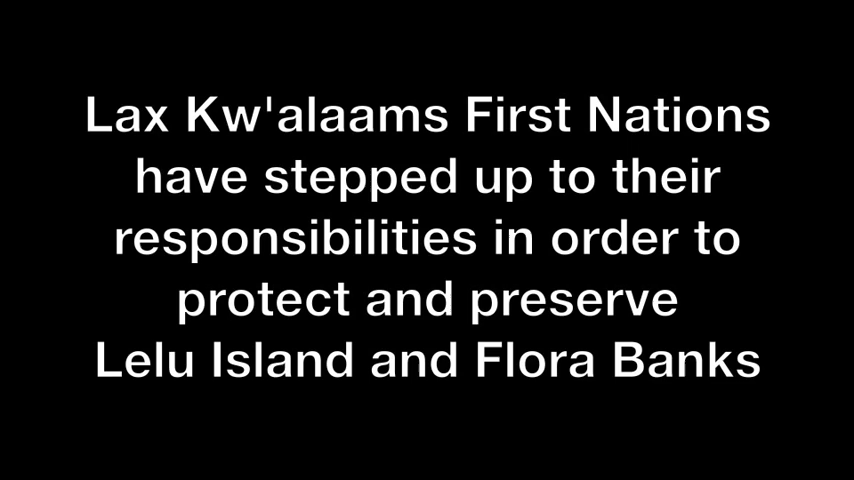 Lax Kw'alaams First Nations
have stepped up to their
responsibilities in order to
protect and preserve
Lelu Island and Flora Banks